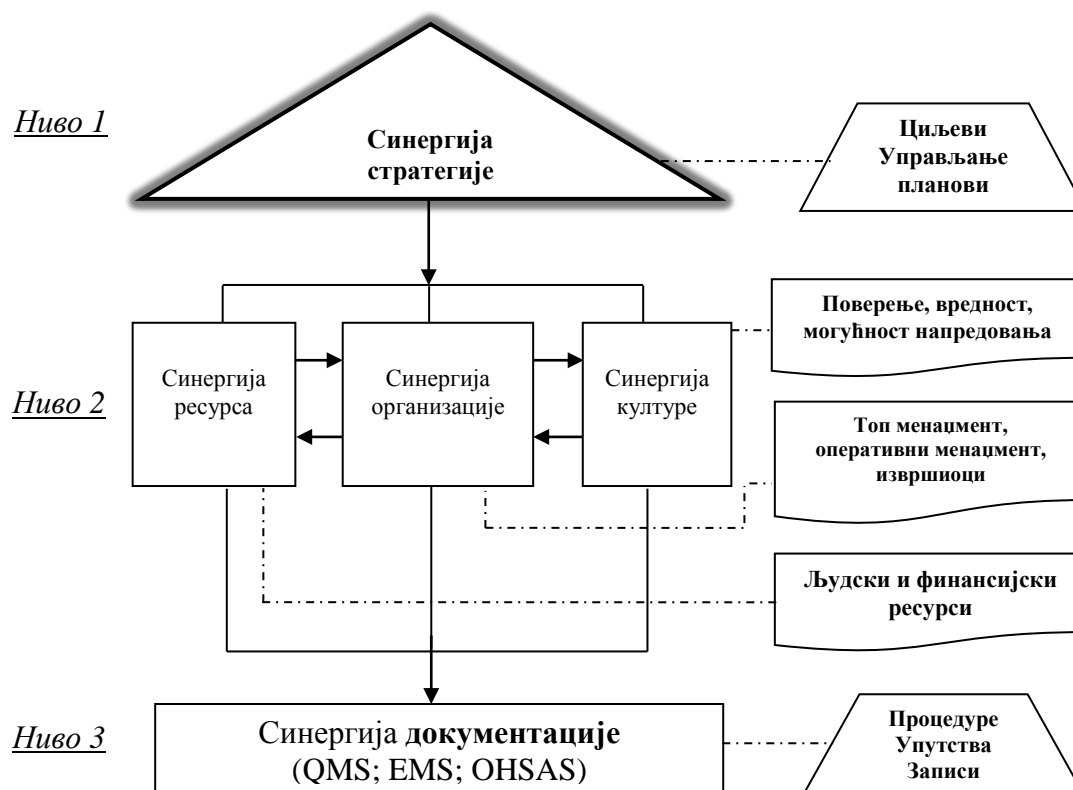 Ниво 1
Синергија
стратегије
Циљеви
Управљање
планови
Ниво 2
Синергија
ресурса
Синергија
организације
Синергија
културе
Поверење, вредност,
могућност напредовања
Топ менаџмент,
оперативни менаџмент,
извршиоци
Људски и финансијски
ресурси
Ниво 3
Синергија документације
(QMS; EMS; OHSAS)
Процедуре
Упутства
Записи